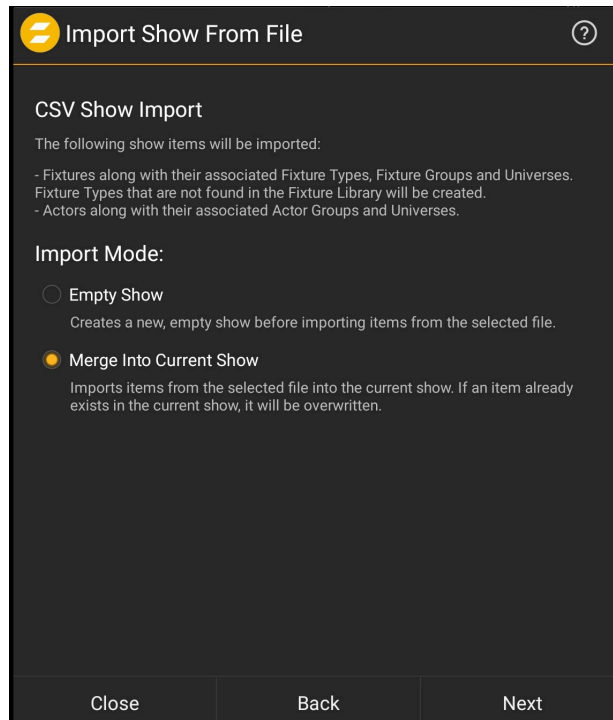 Import Show From File
?
CSV Show Import
The following show items will be imported:
- Fixtures along with their associated Fixture Types, Fixture Groups and Universes.
Fixture Types that are not found in the Fixture Library will be created.
- Actors along with their associated Actor Groups and Universes.
Import Mode:
Empty Show
Creates a new, empty show before importing items from the selected file.
Merge Into Current Show
Imports items from the selected file into the current show. If an item already
exists in the current show, it will be overwritten.
Close Back Next